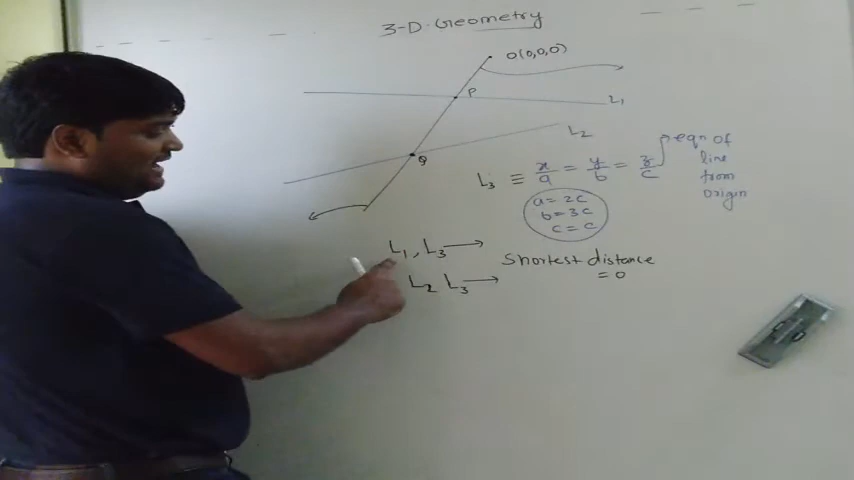 3-D-Geometry
O(0,0,0)
P
L1
L2
Q
L3 ≡ x/a = y/b = z/c
eqn of
line
from
origin
a = 2c
b = 3c
c = c
L1, L3 →
L2 L3 →
Shortest distance
= 0